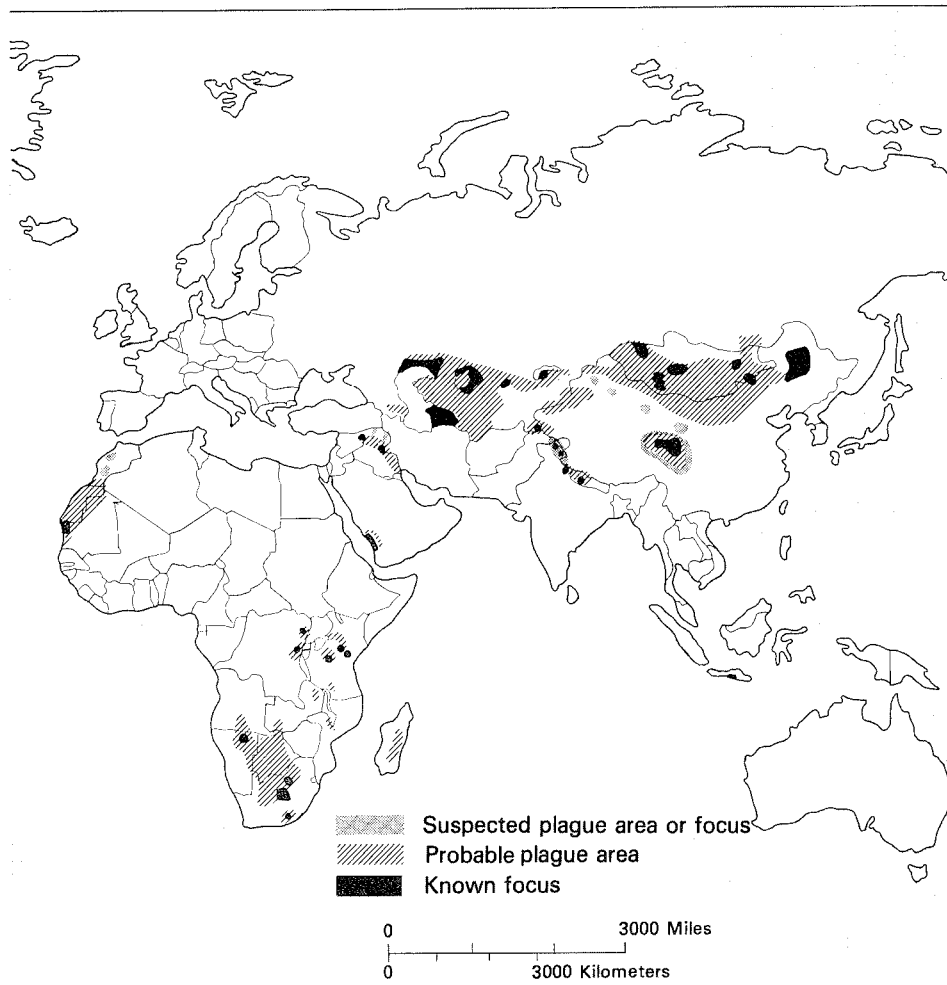 Suspected plague area or focus
Probable plague area
Known focus
0 3000 Miles
0 3000 Kilometers